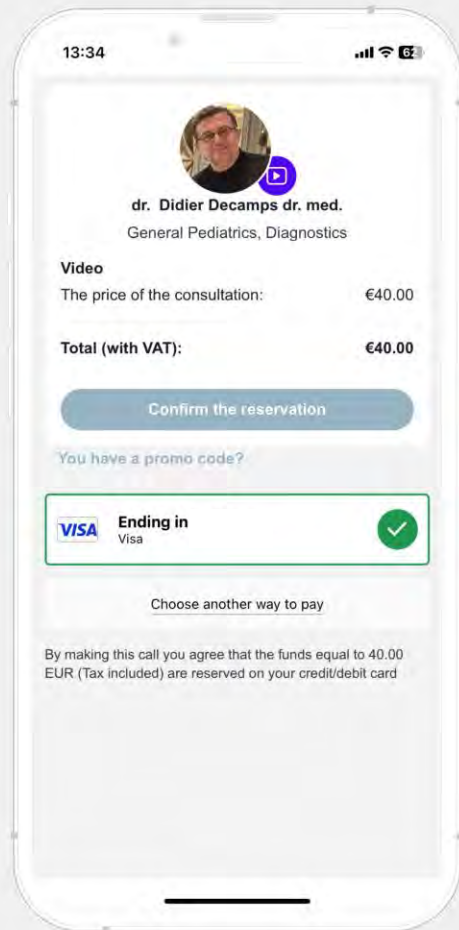 13:34
62
dr. Didier Decamps dr. med.
General Pediatrics, Diagnostics
Video
The price of the consultation: €40.00
Total (with VAT): €40.00
Confirm the reservation
You have a promo code?
VISA
Ending in
Visa
Choose another way to pay
By making this call you agree that the funds equal to 40.00
EUR (Tax included) are reserved on your credit/debit card